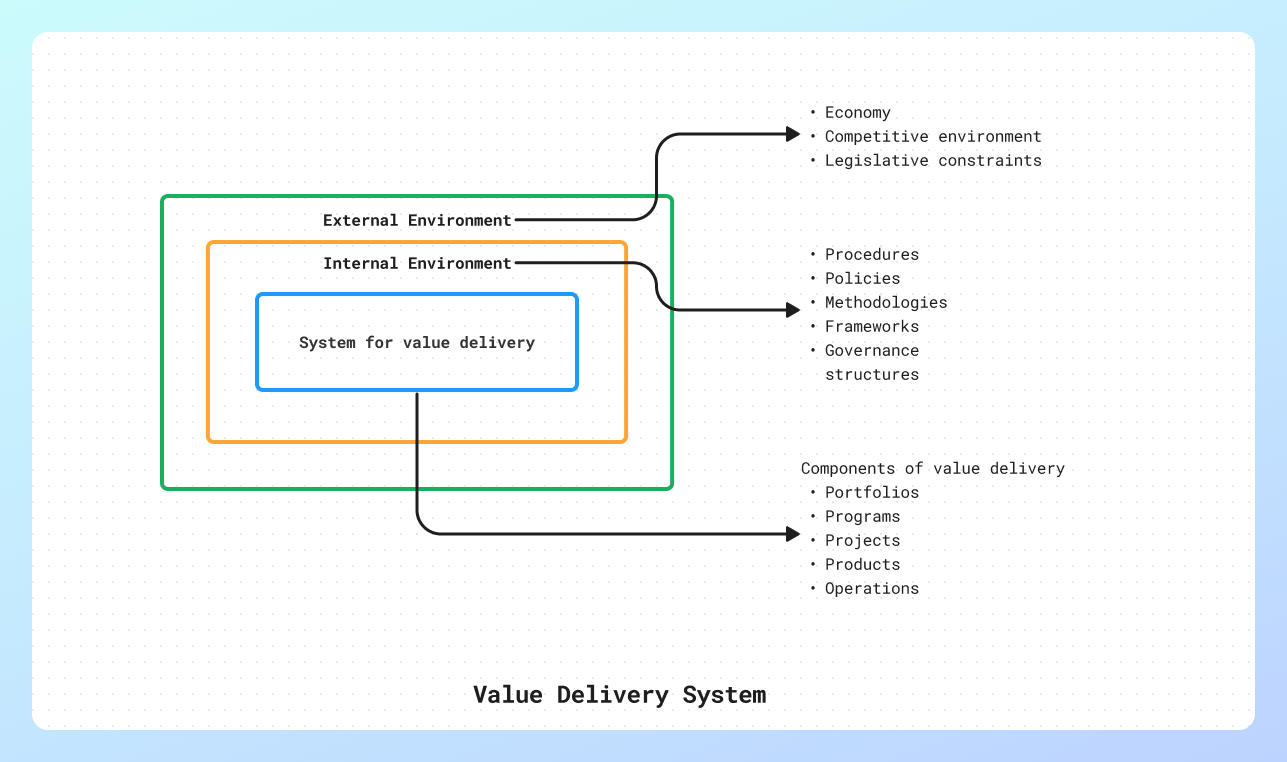 • Economy
• Competitive environment
• Legislative constraints
External Environment
Internal Environment
System for value delivery
• Procedures
• Policies
• Methodologies
• Frameworks
• Governance
structures
Components of value delivery
• Portfolios
• Programs
• Projects
• Products
• Operations
Value Delivery System